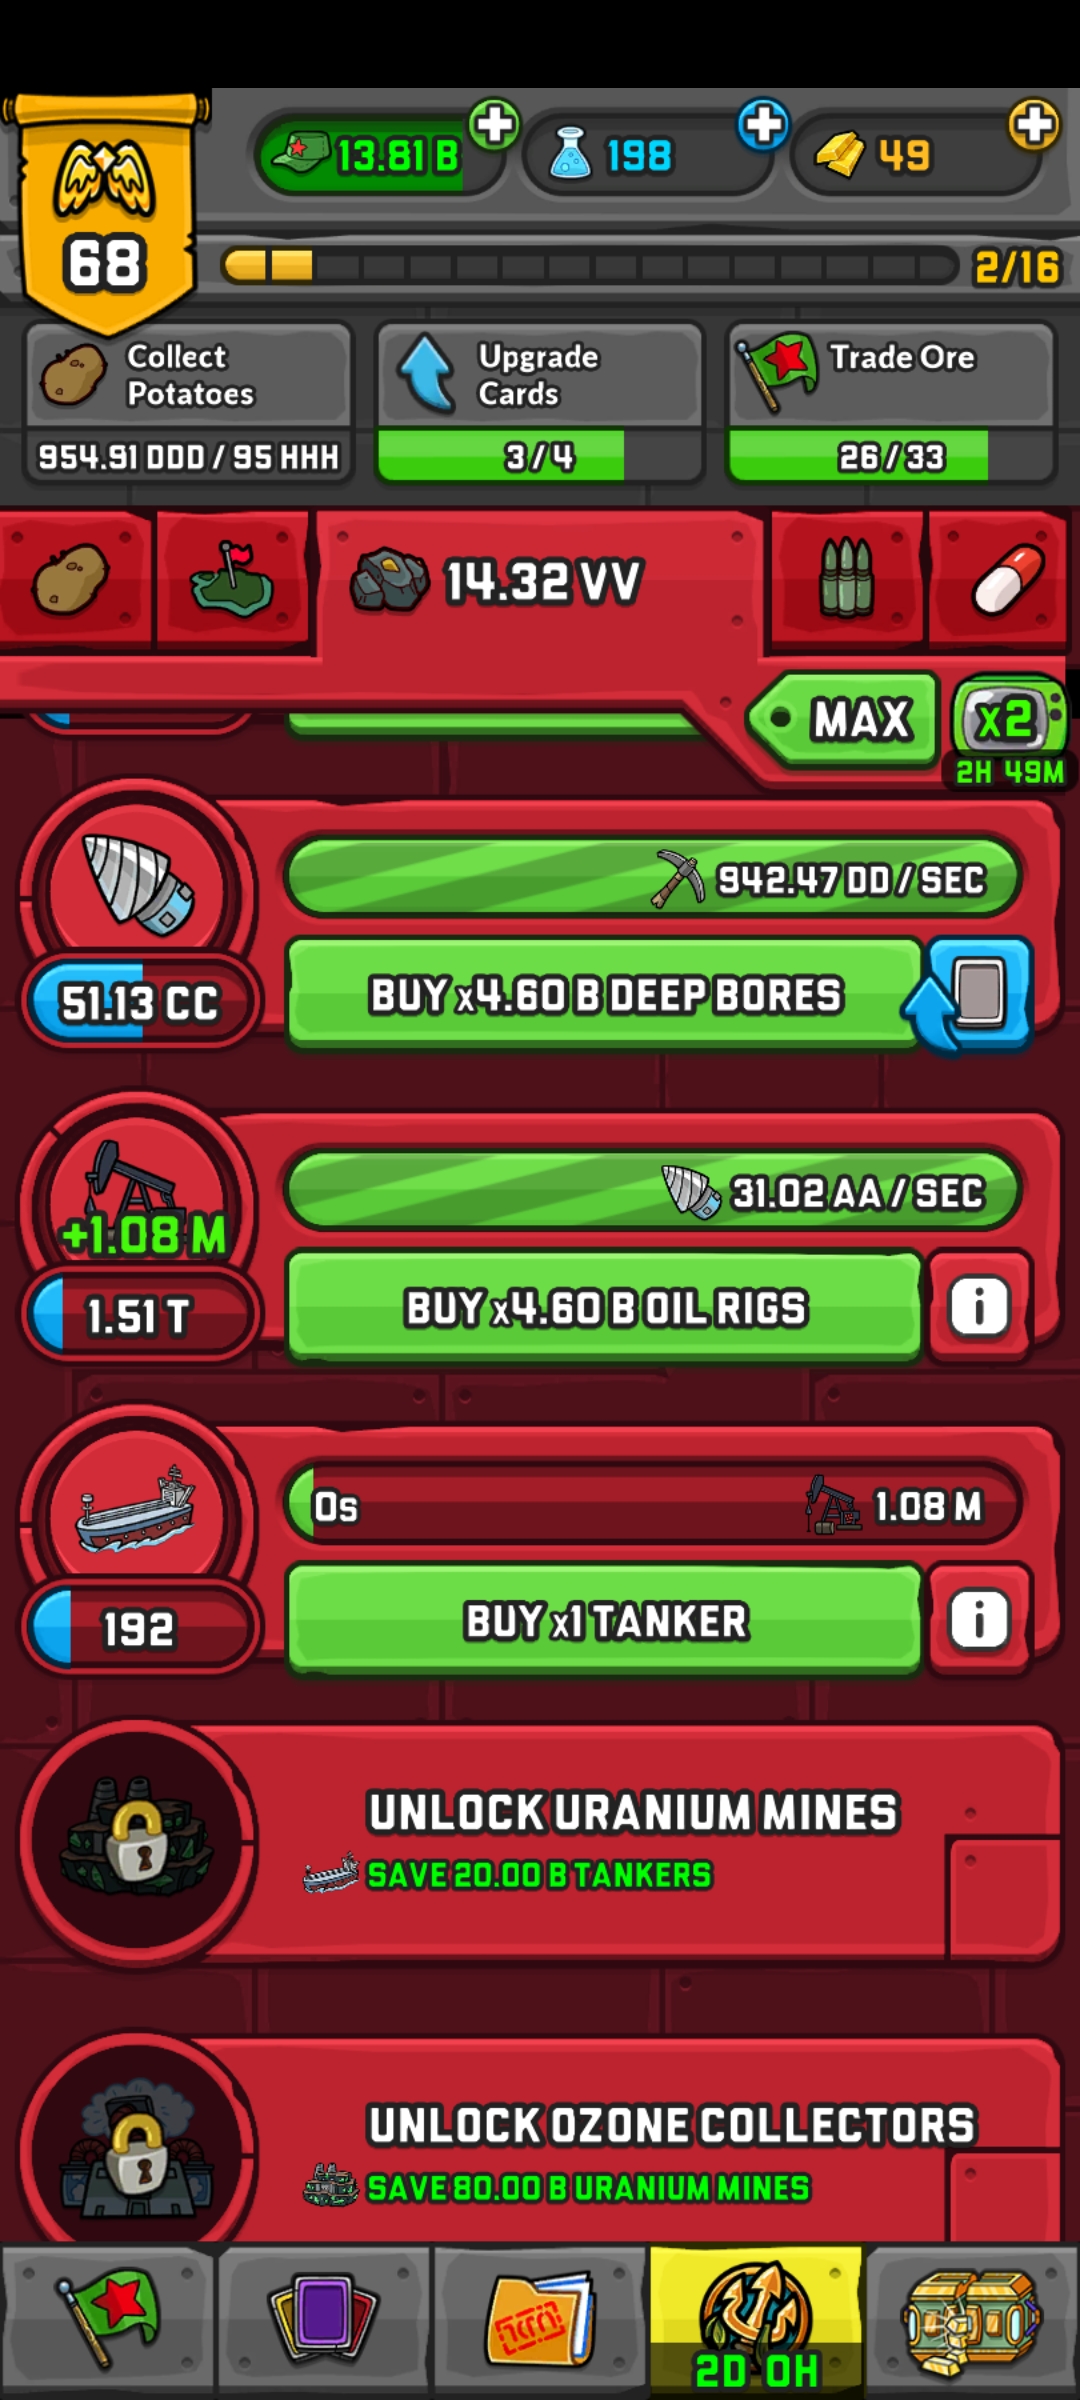 13.81 B
198
49
68
2/16
Collect
Potatoes
Upgrade
Cards
Trade Ore
954.91 DDD / 95 HHH
3/4
26/33
14.32 VV
MAX
x2
2H 49M
942.47 DD / SEC
51.13 CC
BUY x4.60 B DEEP BORES
31.02 AA / SEC
+1.08 M
1.51 T
BUY x4.60 B OIL RIGS
0s
1.08 M
192
BUY x1 TANKER
UNLOCK URANIUM MINES
SAVE 20.00 B TANKERS
UNLOCK OZONE COLLECTORS
SAVE 80.00 B URANIUM MINES
2D 0H